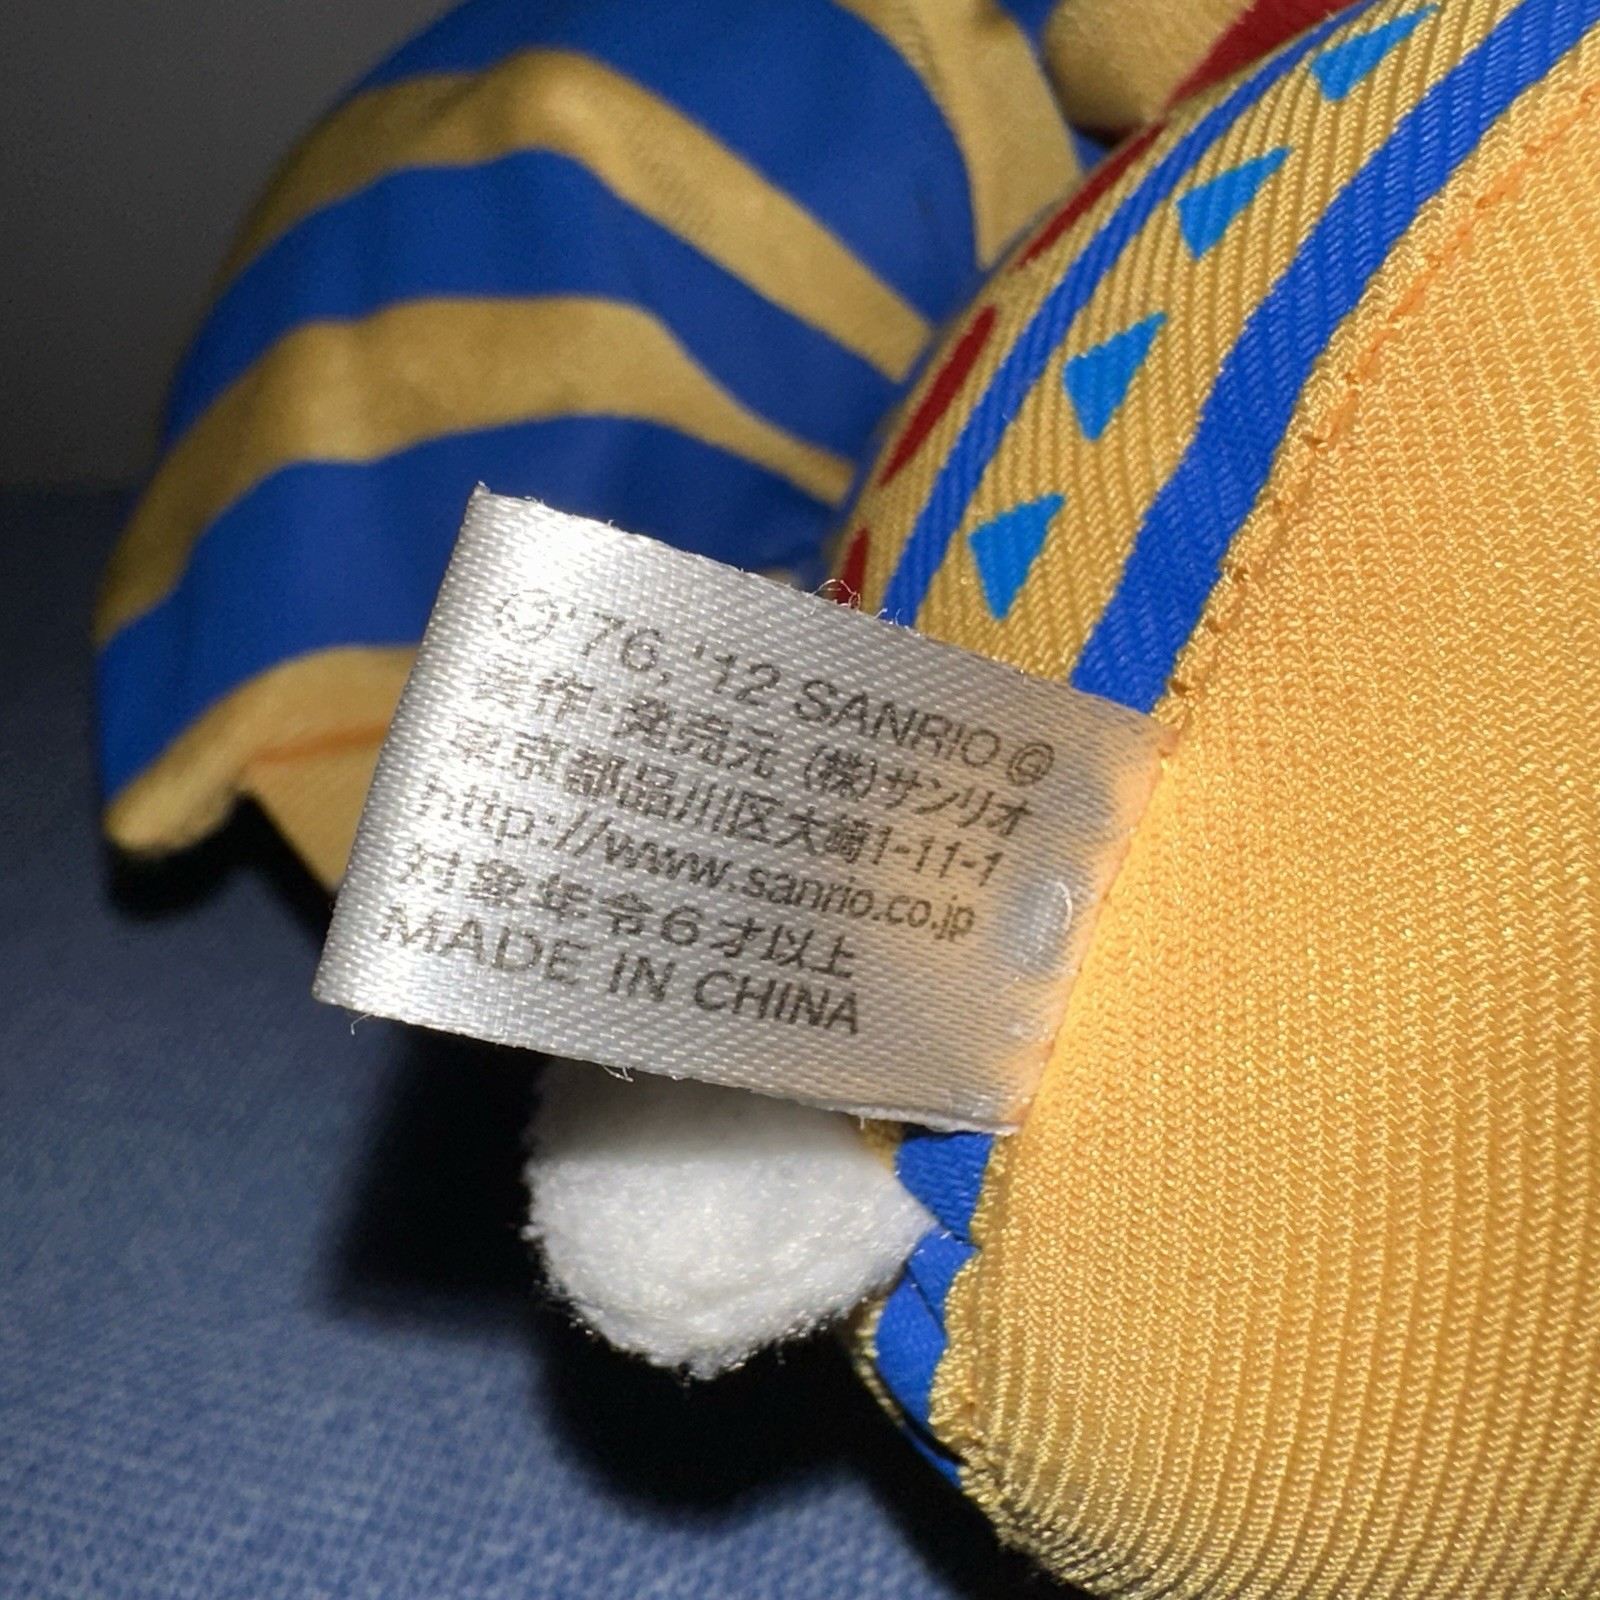 ©'76, '12 SANRIO ©
著作・発売元 (株)サンリオ
東京都品川区大崎1-11-1
http://www.sanrio.co.jp
対象年令6才以上
MADE IN CHINA